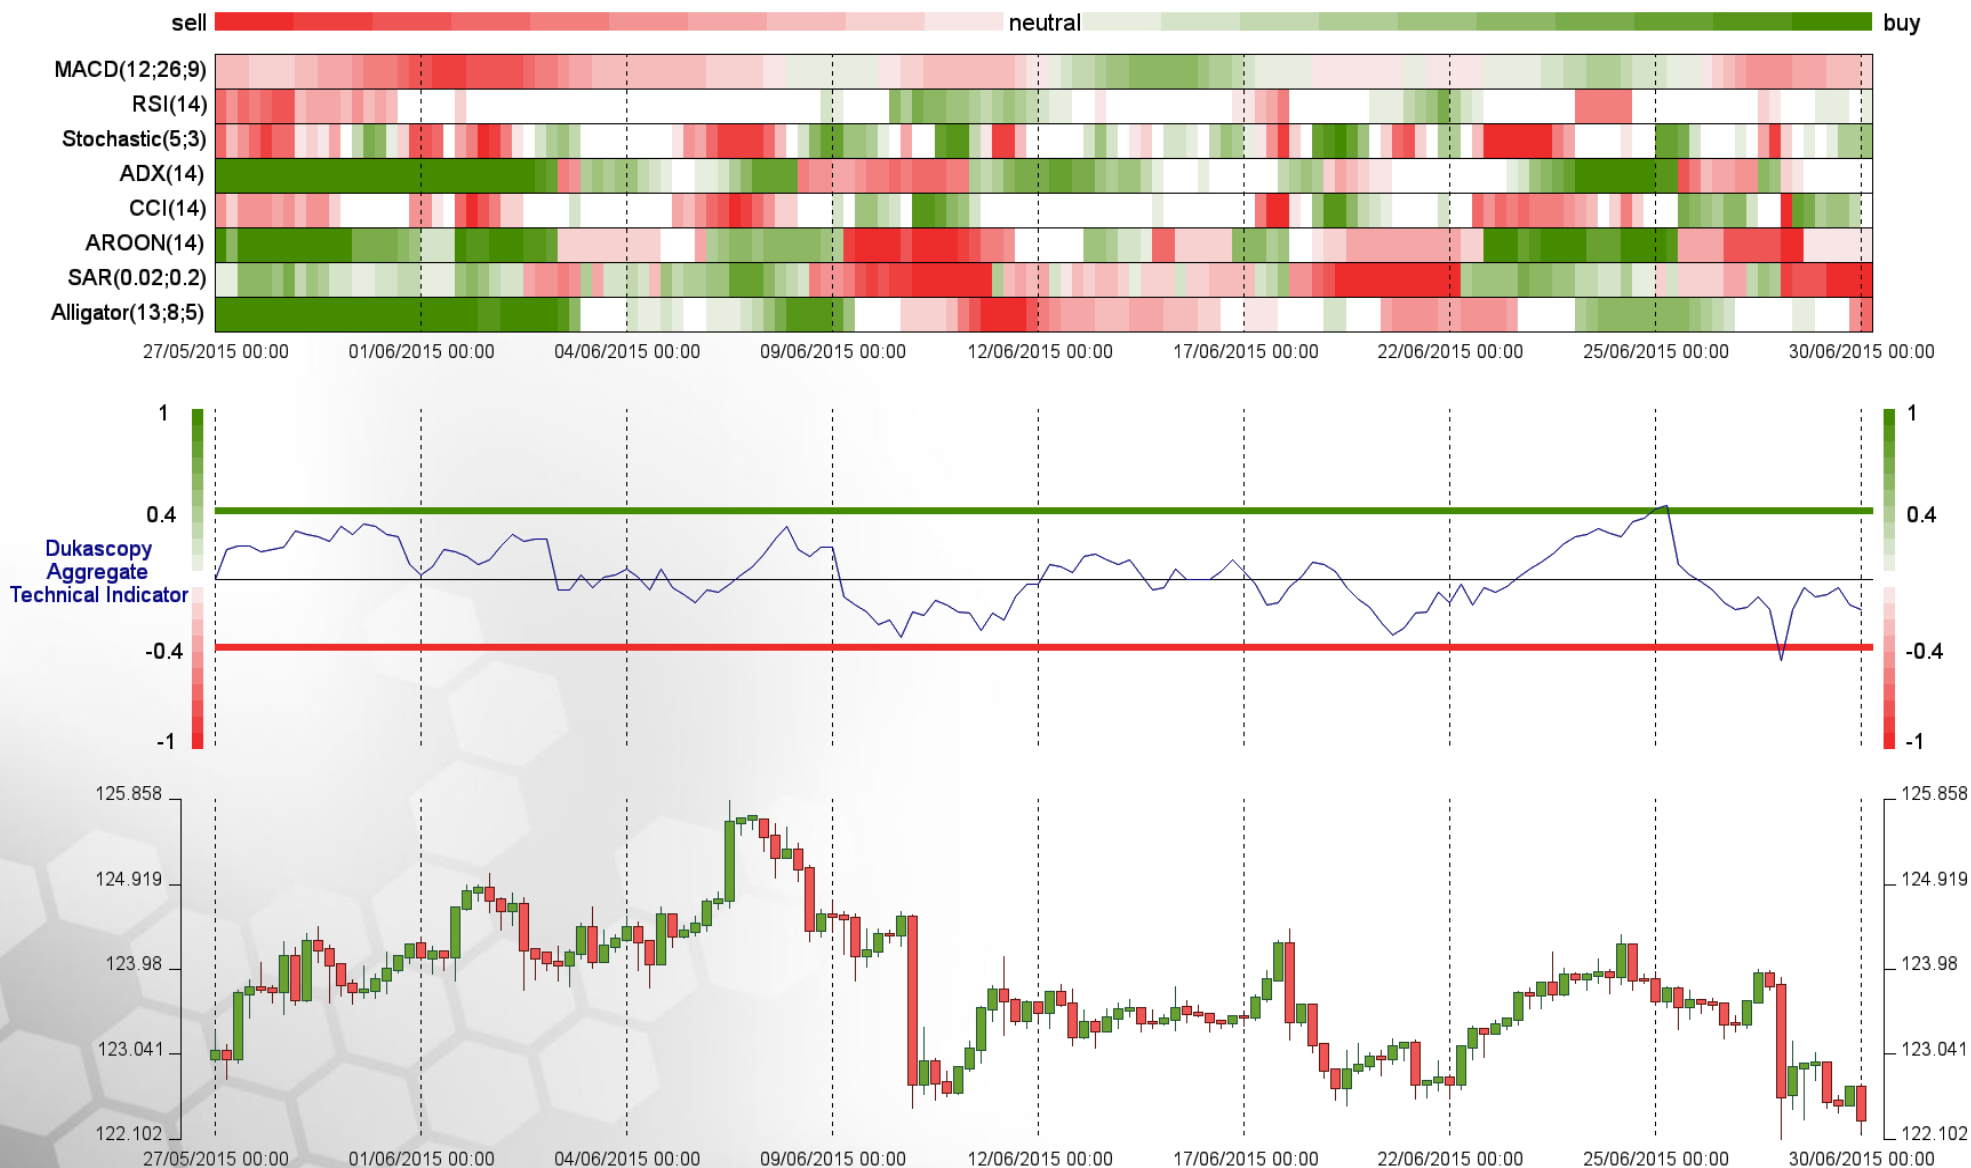 sell neutral buy
MACD(12;26;9)
RSI(14)
Stochastic(5;3)
ADX(14)
CCI(14)
AROON(14)
SAR(0.02;0.2)
Alligator(13;8;5)
27/05/2015 00:00 01/06/2015 00:00 04/06/2015 00:00 09/06/2015 00:00 12/06/2015 00:00 17/06/2015 00:00 22/06/2015 00:00 25/06/2015 00:00 30/06/2015 00:00
1 1
0.4 0.4
Dukascopy
Aggregate
Technical Indicator
-0.4 -0.4
-1 -1
125.858 125.858
124.919 124.919
123.98 123.98
123.041 123.041
122.102 122.102
27/05/2015 00:00 01/06/2015 00:00 04/06/2015 00:00 09/06/2015 00:00 12/06/2015 00:00 17/06/2015 00:00 22/06/2015 00:00 25/06/2015 00:00 30/06/2015 00:00